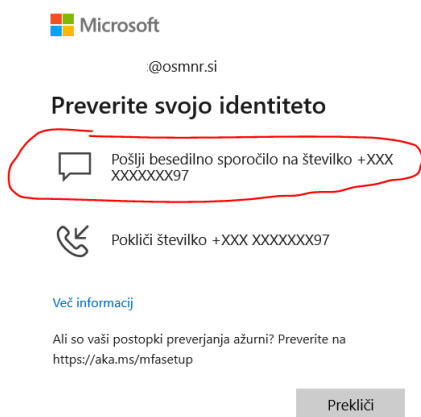 Microsoft
:@osmnr.si
Preverite svojo identiteto
Pošlji besedilno sporočilo na številko +XXX
XXXXXXX97
Pokliči številko +XXX XXXXXXX97
Več informacij
Ali so vaši postopki preverjanja ažurni? Preverite na
https://aka.ms/mfasetup
Prekliči